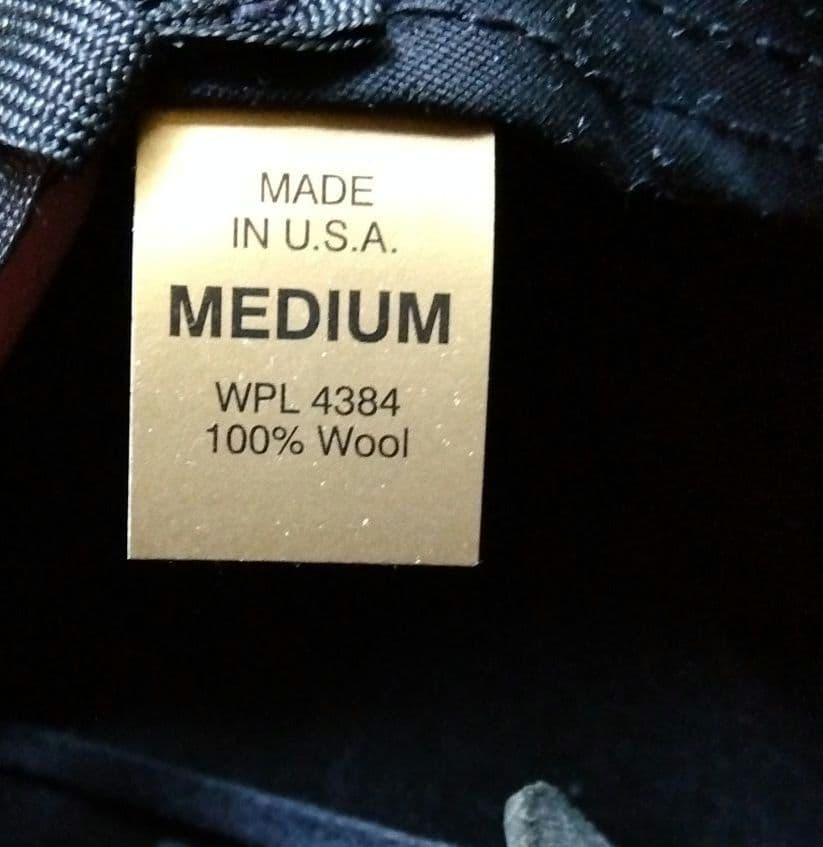 MADE
IN U.S.A.
MEDIUM
WPL 4384
100% Wool